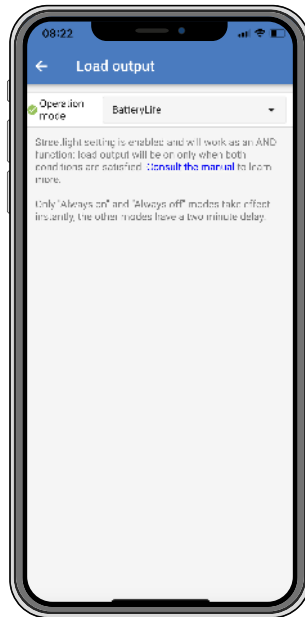 08:22
Load output
Operation
mode
BatteryLife
Streetlight setting is enabled and will work as an AND
function: load output will be on only when both
conditions are satisfied. Consult the manual to learn
more.
Only "Always on" and "Always off" modes take effect
instantly, the other modes have a two minute delay.